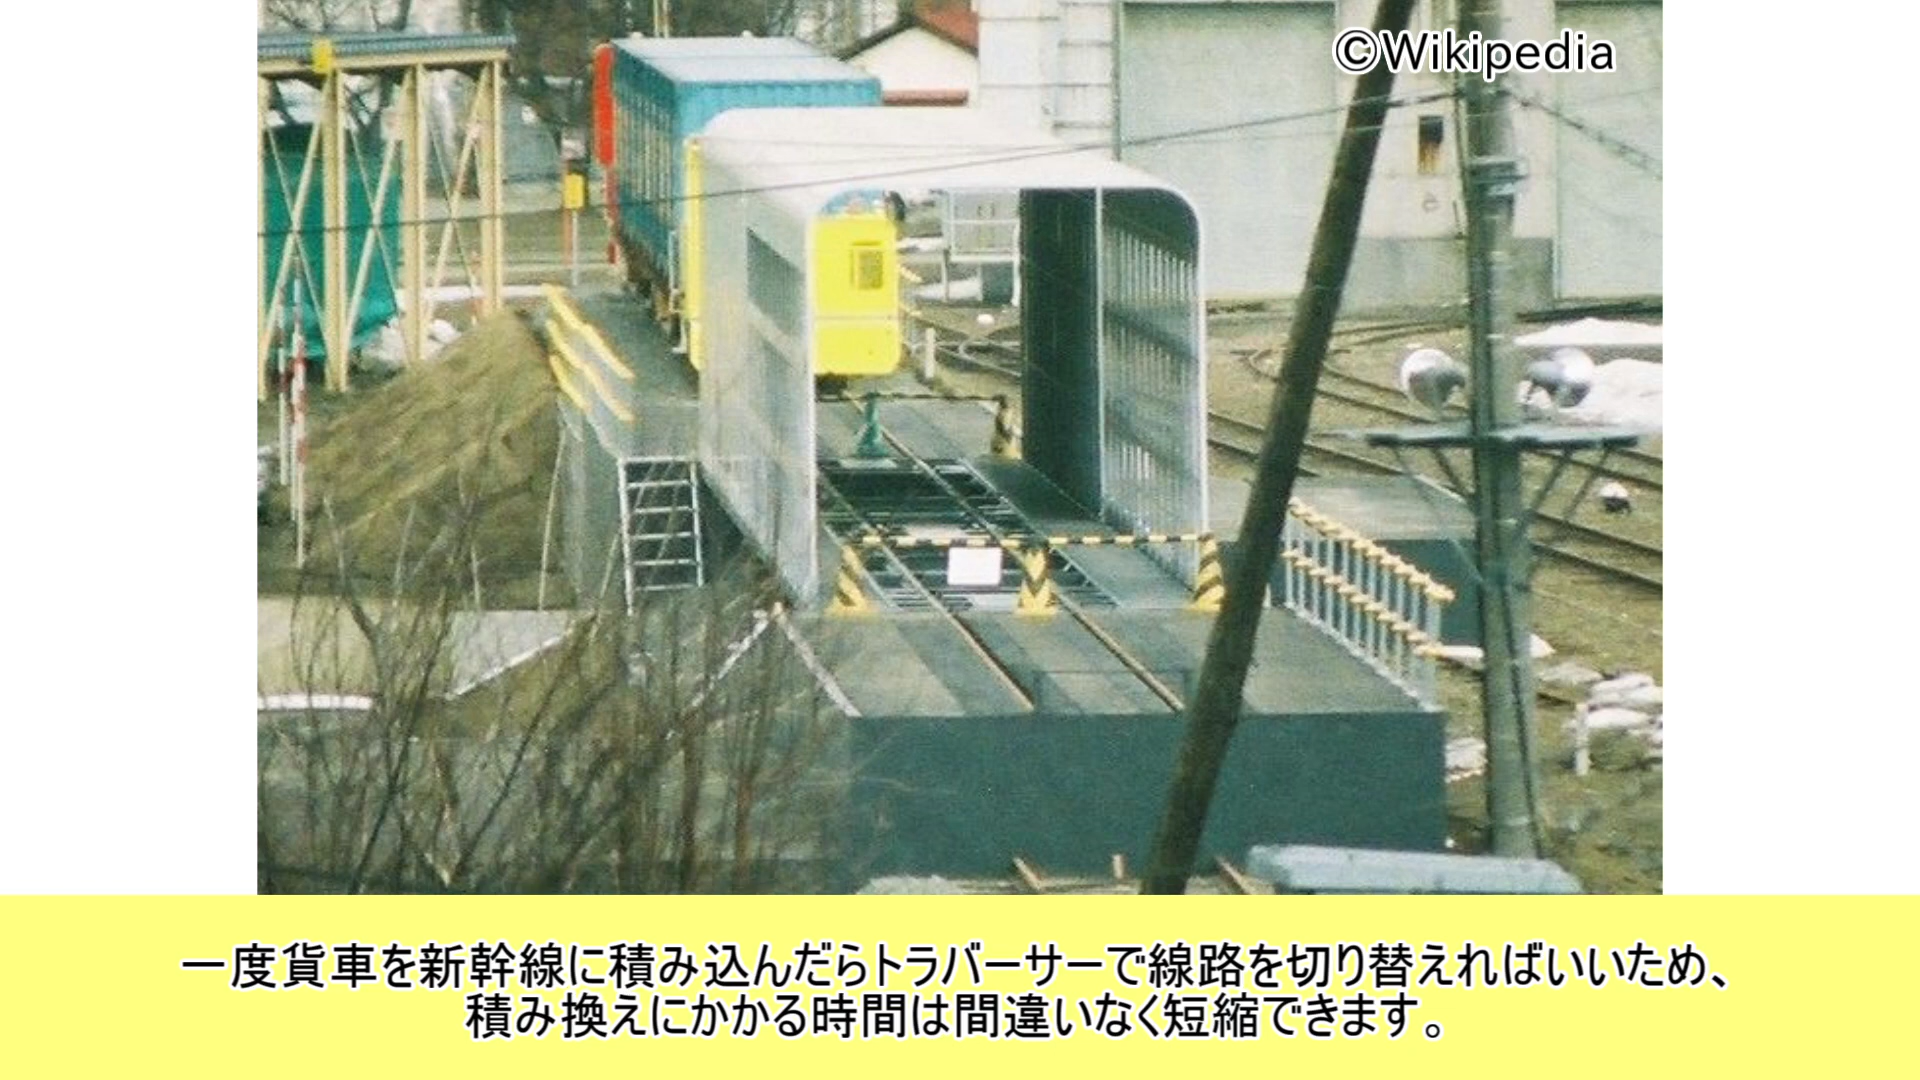 ©Wikipedia
一度貨車を新幹線に積み込んだらトラバーサーで線路を切り替えればいいため、
積み換えにかかる時間は間違いなく短縮できます。